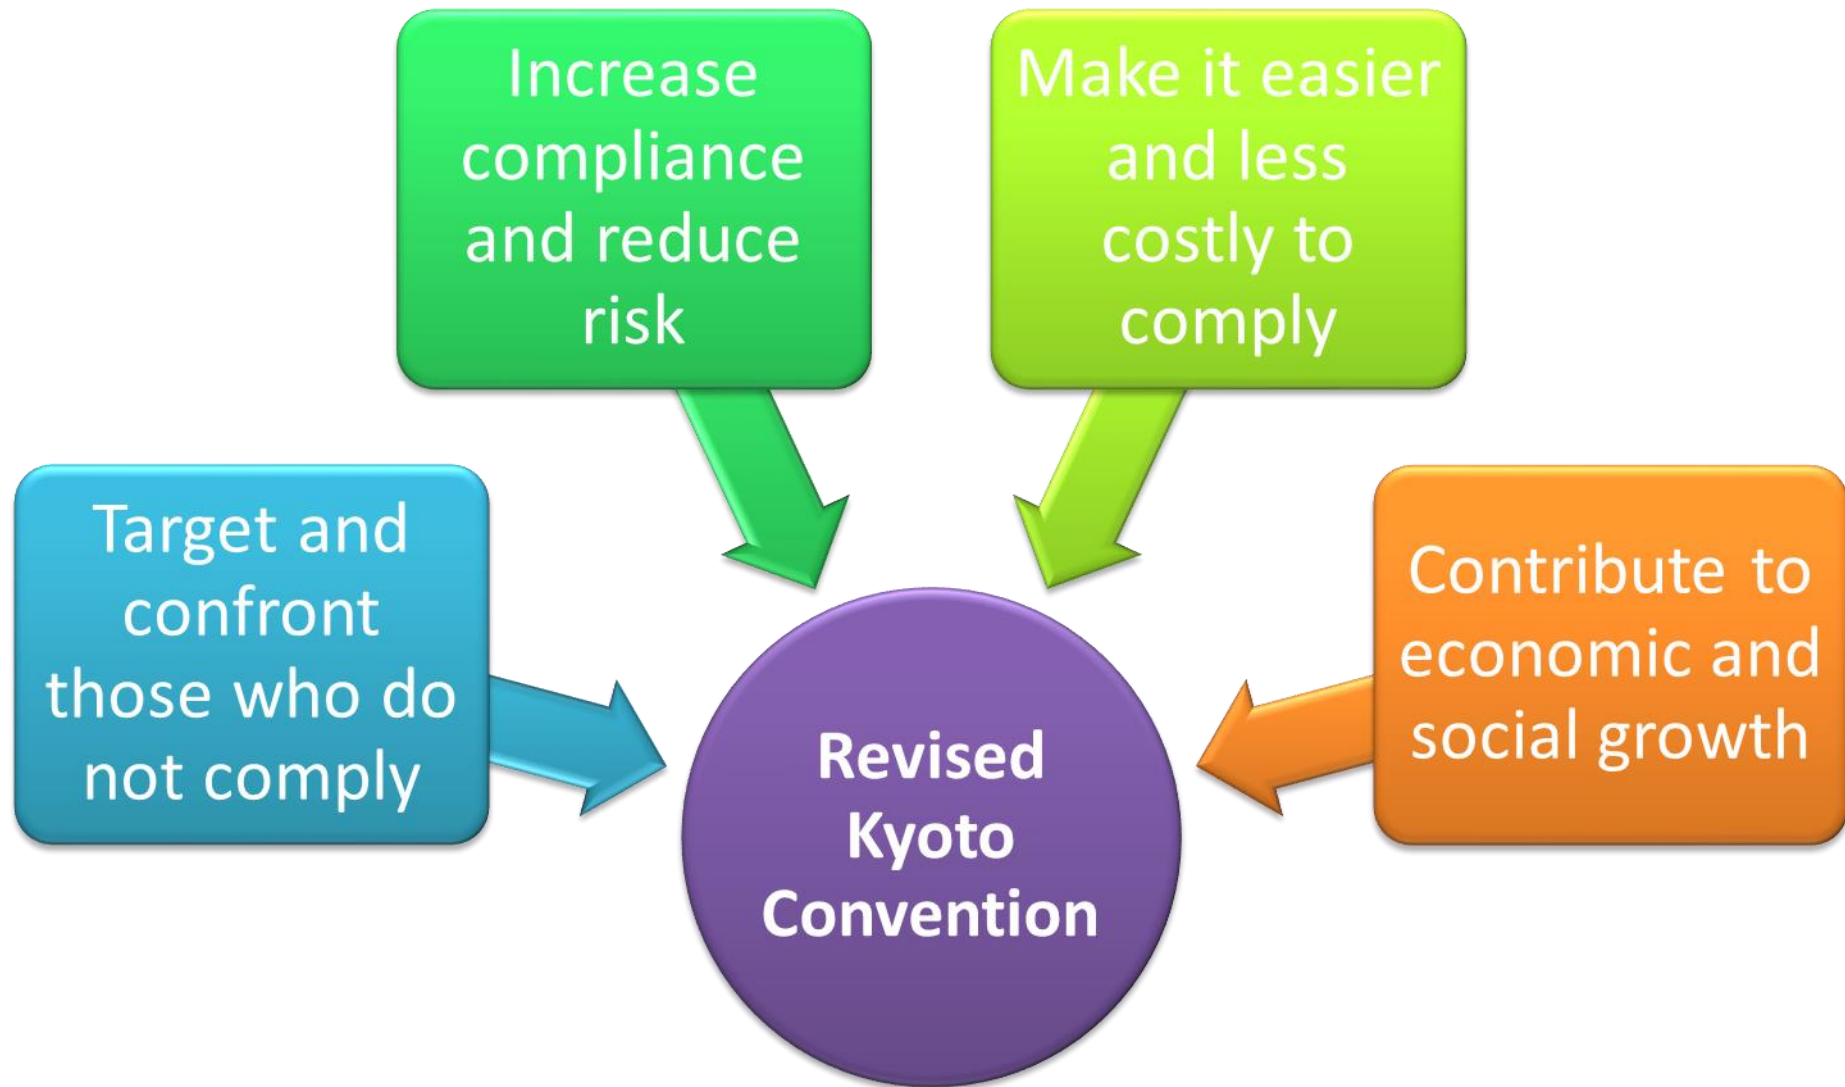 Increase
compliance
and reduce
risk
Make it easier
and less
costly to
comply
Target and
confront
those who do
not comply
Contribute to
economic and
social growth
Revised
Kyoto
Convention